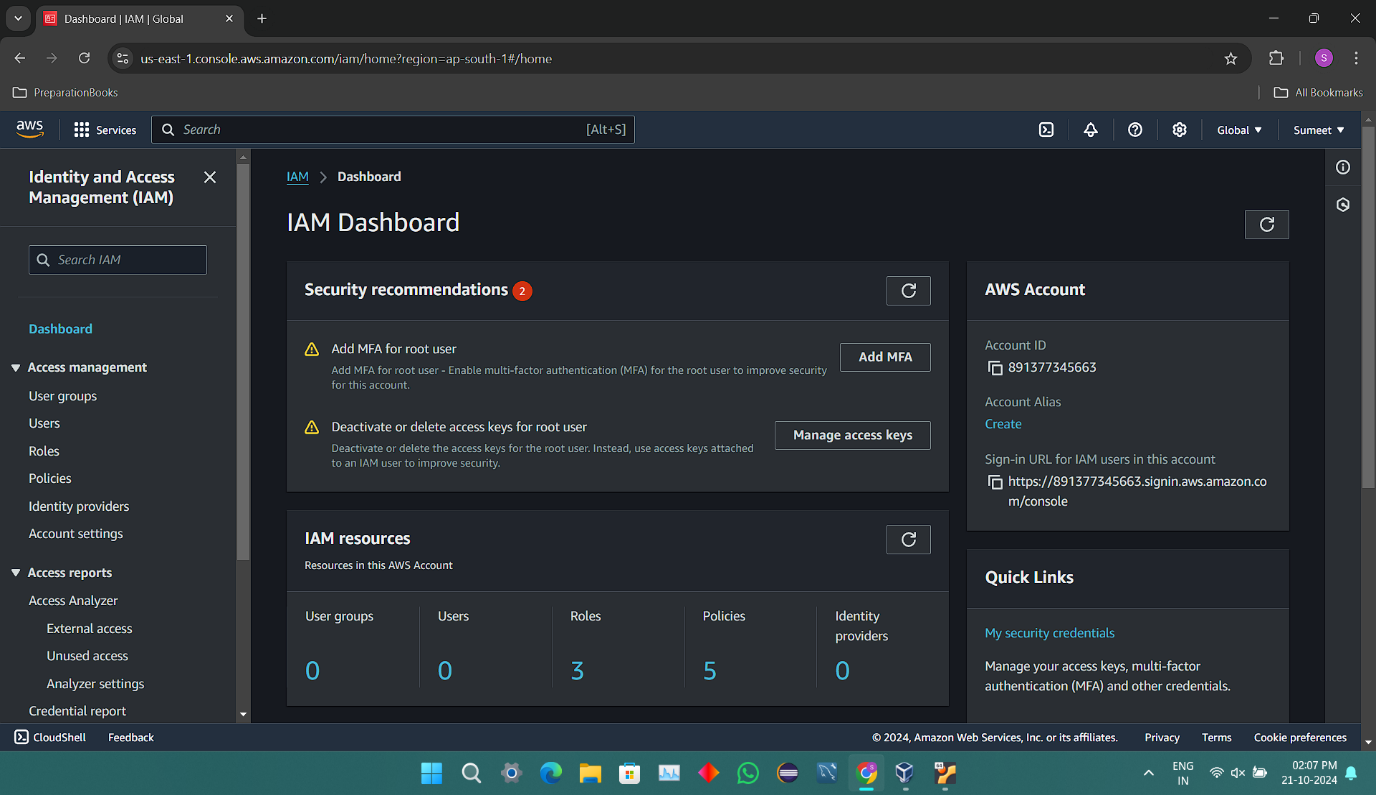 Dashboard | IAM | Global
us-east-1.console.aws.amazon.com/iam/home?region=ap-south-1#/home
S
PreparationBooks
All Bookmarks
aws
Services
Search
[Alt+S]
Global
Sumeet
Identity and Access
Management (IAM)
Search IAM
Dashboard
Access management
User groups
Users
Roles
Policies
Identity providers
Account settings
Access reports
Access Analyzer
External access
Unused access
Analyzer settings
Credential report
IAM
Dashboard
IAM Dashboard
Security recommendations 2
Add MFA for root user
Add MFA for root user - Enable multi-factor authentication (MFA) for the root user to improve security
for this account.
Add MFA
Deactivate or delete access keys for root user
Deactivate or delete the access keys for the root user. Instead, use access keys attached
to an IAM user to improve security.
Manage access keys
IAM resources
Resources in this AWS Account
User groups
0
Users
0
Roles
3
Policies
5
Identity
providers
0
AWS Account
Account ID
891377345663
Account Alias
Create
Sign-in URL for IAM users in this account
https://891377345663.signin.aws.amazon.co
m/console
Quick Links
My security credentials
Manage your access keys, multi-factor
authentication (MFA) and other credentials.
CloudShell
Feedback
© 2024, Amazon Web Services, Inc. or its affiliates.
Privacy
Terms
Cookie preferences
ENG
IN
02:07 PM
21-10-2024